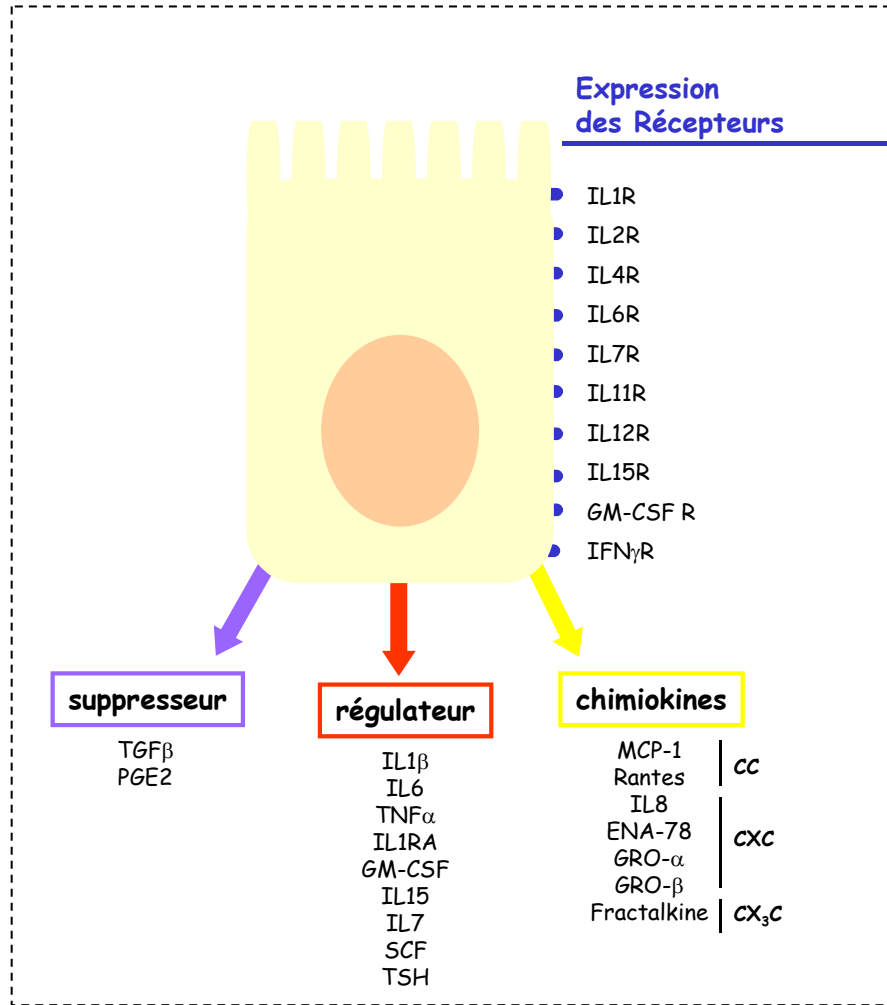 Expression
des Récepteurs
IL1R
IL2R
IL4R
IL6R
IL7R
IL11R
IL12R
IL15R
GM-CSF R
IFNγR
suppresseur
TGFβ
PGE2
régulateur
IL1β
IL6
TNFα
IL1RA
GM-CSF
IL15
IL7
SCF
TSH
chimiokines
MCP-1
Rantes
CC
IL8
ENA-78
GRO-α
GRO-β
CXC
Fractalkine
CX₃C